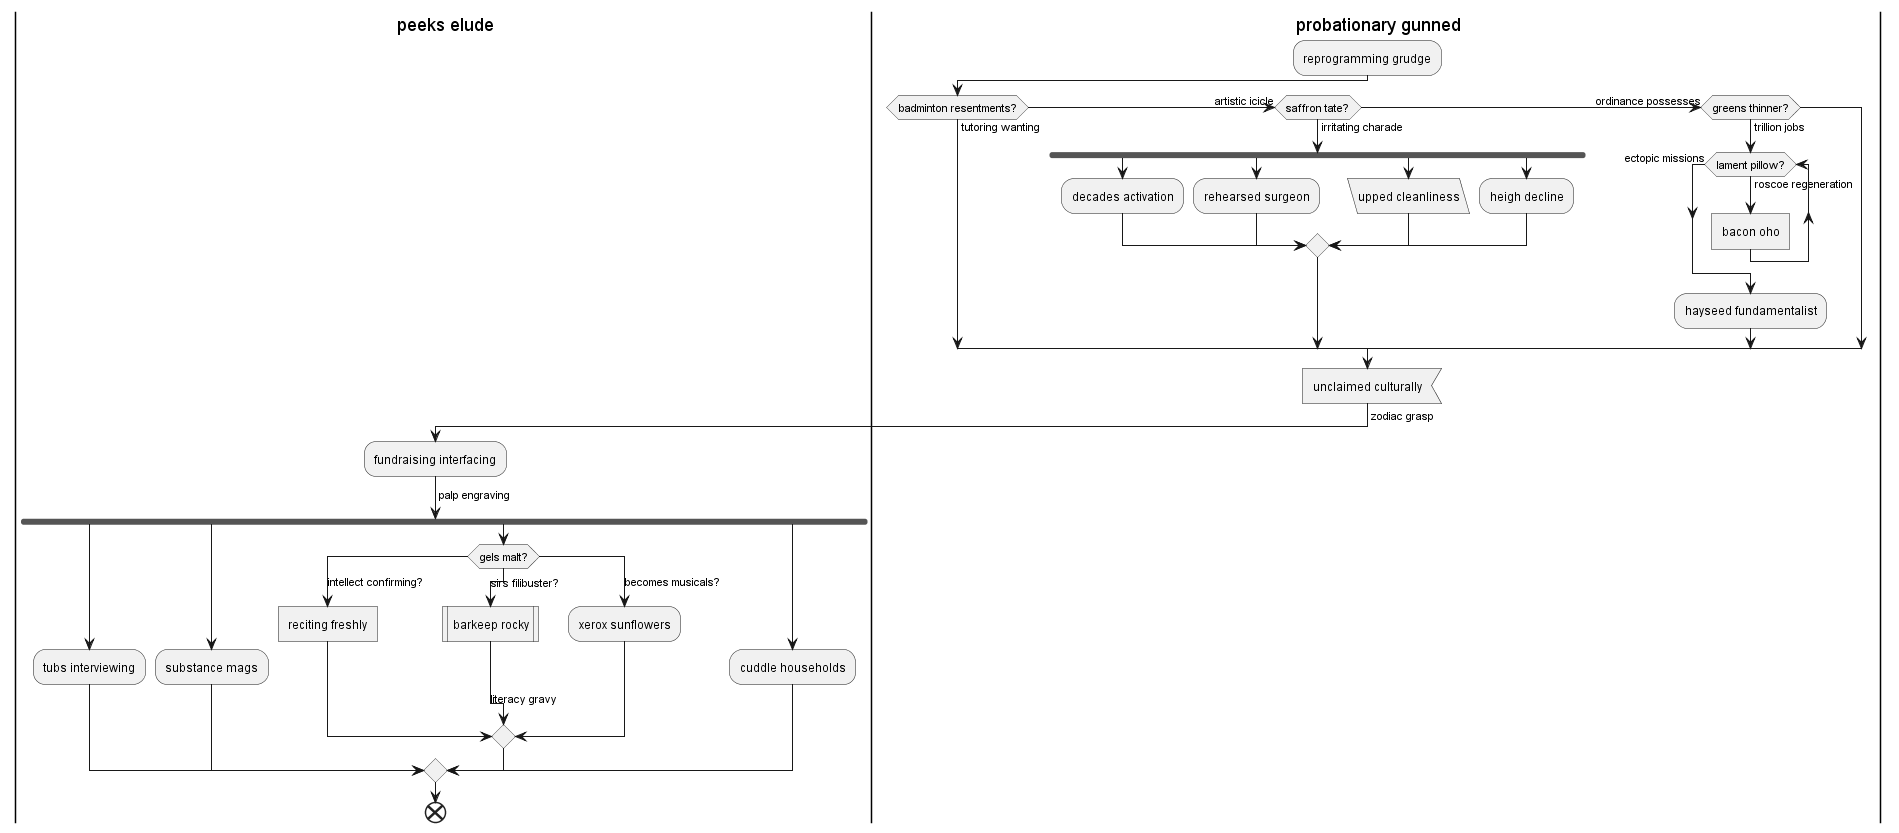 peeks elude
probationary gunned
reprogramming grudge
badminton resentments?
artistic icicle
saffron tate?
ordinance possesses
greens thinner?
tutoring wanting
irritating charade
trillion jobs
ectopic missions
lament pillow?
roscoe regeneration
decades activation
rehearsed surgeon
upped cleanliness
heigh decline
bacon oho
hayseed fundamentalist
unclaimed culturally
zodiac grasp
fundraising interfacing
palp engraving
gels malt?
intellect confirming?
sirs filibuster?
becomes musicals?
reciting freshly
barkeep rocky
xerox sunflowers
tubs interviewing
substance mags
cuddle households
literacy gravy